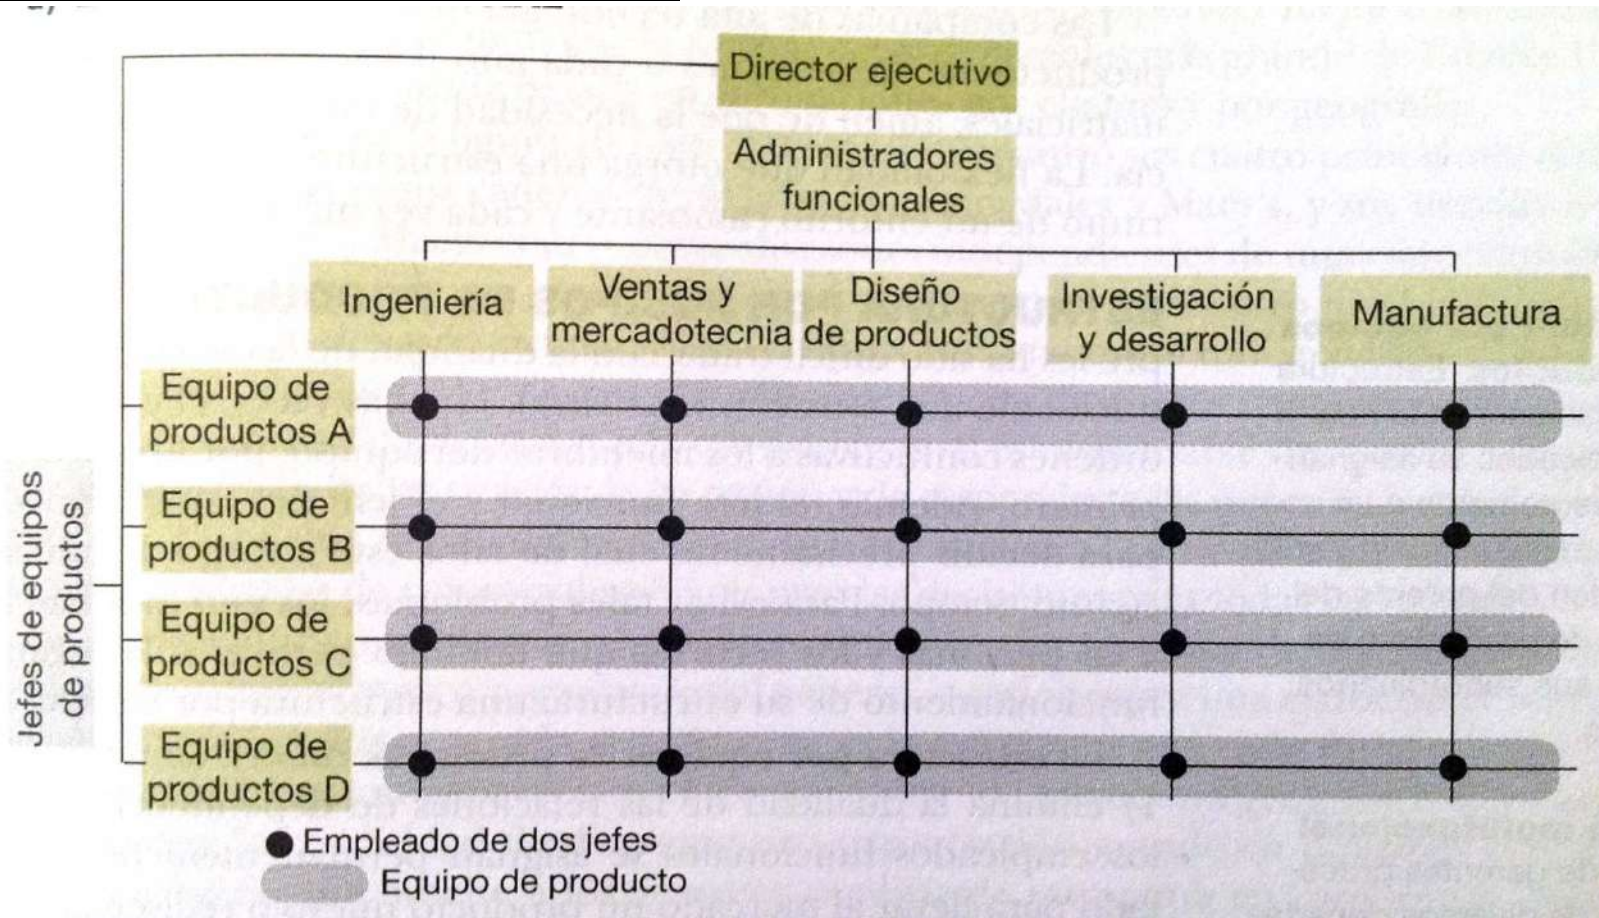 Director ejecutivo
Administradores
funcionales
Ingeniería
Ventas y
mercadotecnia
Diseño
de productos
Investigación
y desarrollo
Manufactura
Jefes de equipos
de productos
Equipo de
productos A
Equipo de
productos B
Equipo de
productos C
Equipo de
productos D
Empleado de dos jefes
Equipo de producto